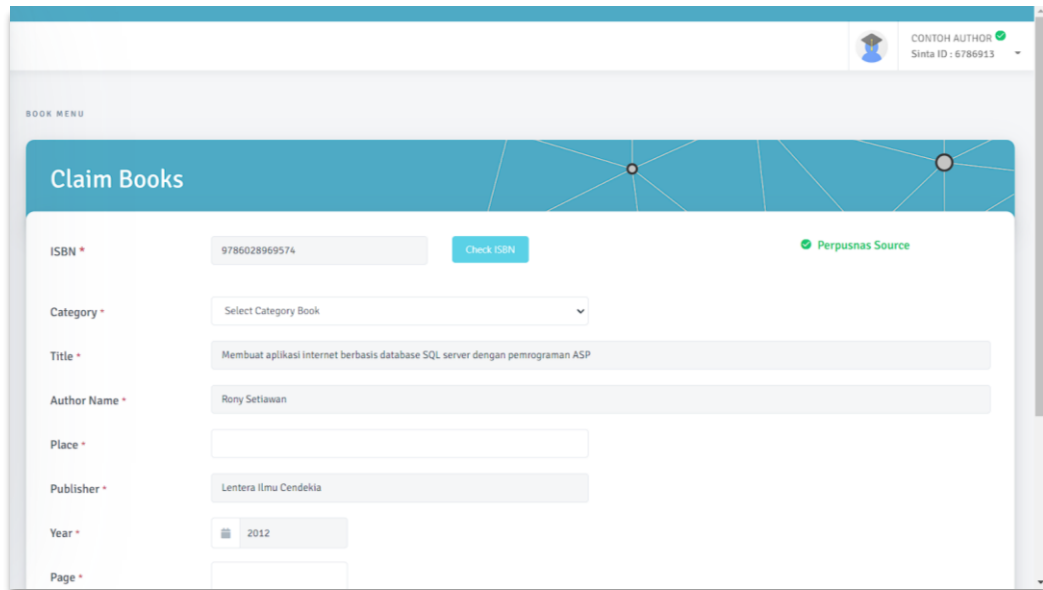 CONTOH AUTHOR
Sinta ID : 6786913
BOOK MENU
Claim Books
ISBN *
9786028969574
Check ISBN
Perpusnas Source
Category *
Select Category Book
Title *
Membuat aplikasi internet berbasis database SQL server dengan pemrograman ASP
Author Name *
Rony Setiawan
Place *
Publisher *
Lentera Ilmu Cendekia
Year *
2012
Page *